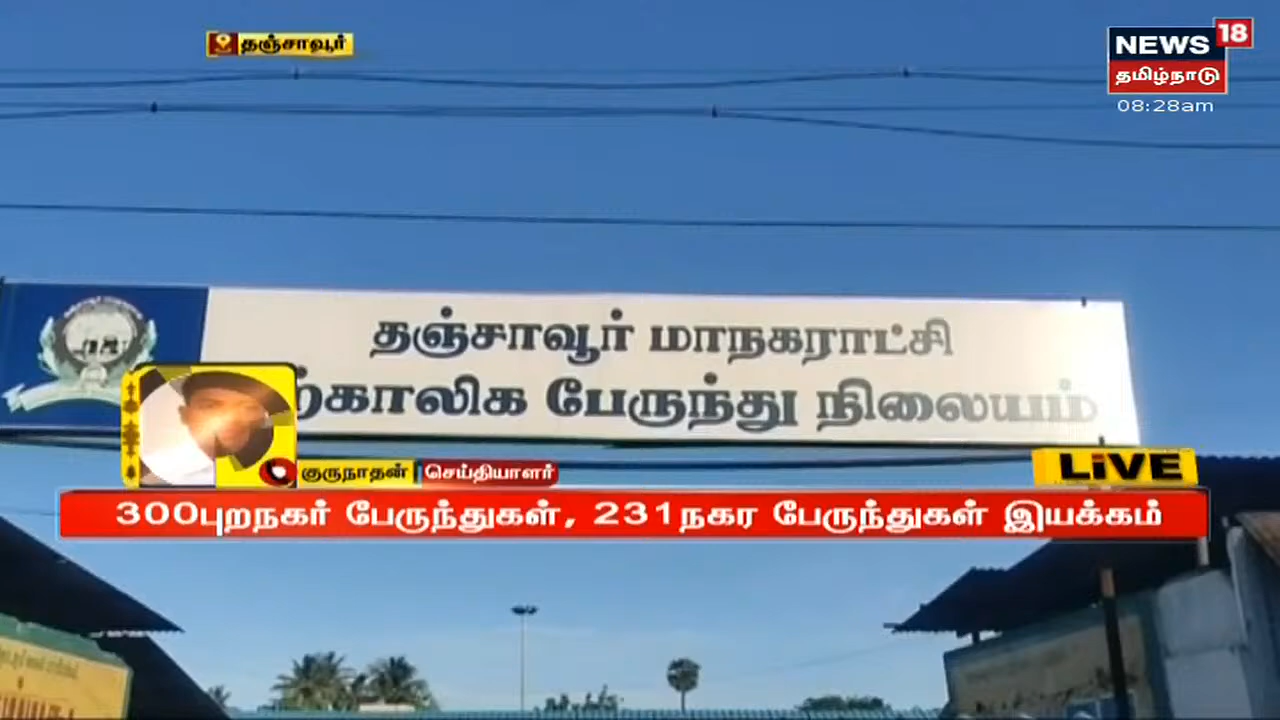 தஞ்சாவூர்
NEWS 18
தமிழ்நாடு
08:28am
தஞ்சாவூர் மாநகராட்சி
பேருந்து நிலையம்
குருநாதன் செய்தியாளர்
LiVE
300புறநகர் பேருந்துகள், 231நகர பேருந்துகள் இயக்கம்